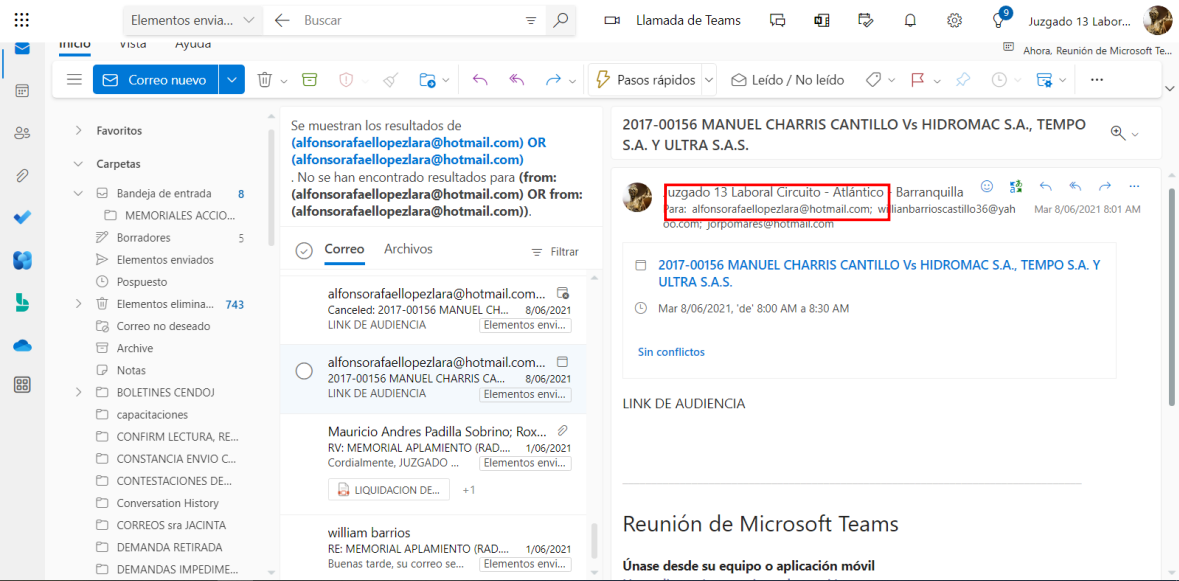 Elementos envia...
Buscar
Llamada de Teams
9
Juzgado 13 Labor...
Inicio
Vista
Ayuda
Ahora, Reunión de Microsoft Te...
Correo nuevo
Pasos rápidos
Leído / No leído
Favoritos
Carpetas
Bandeja de entrada 8
MEMORIALES ACCIO...
Borradores 5
Elementos enviados
Pospuesto
Elementos elimina... 743
Correo no deseado
Archive
Notas
BOLETINES CENDOJ
capacitaciones
CONFIRM LECTURA, RE...
CONSTANCIA ENVIO C...
CONTESTACIONES DE...
Conversation History
CORREOS sra JACINTA
DEMANDA RETIRADA
DEMANDAS IMPEDIME...
Se muestran los resultados de
(alfonsorafaellopezlara@hotmail.com) OR
(alfonsorafaellopezlara@hotmail.com)
. No se han encontrado resultados para (from:
(alfonsorafaellopezlara@hotmail.com) OR from:
(alfonsorafaellopezlara@hotmail.com)).
Correo
Archivos
Filtrar
alfonsorafaellopezlara@hotmail.com...
Canceled: 2017-00156 MANUEL CH... 8/06/2021
LINK DE AUDIENCIA Elementos envi...
alfonsorafaellopezlara@hotmail.com...
2017-00156 MANUEL CHARRIS CA... 8/06/2021
LINK DE AUDIENCIA Elementos envi...
Mauricio Andres Padilla Sobrino; Rox...
RV: MEMORIAL APLAMIENTO (RAD.... 1/06/2021
Cordialmente, JUZGADO ... Elementos envi...
LIQUIDACION DE... +1
william barrios
RE: MEMORIAL APLAMIENTO (RAD.... 1/06/2021
Buenas tarde, su correo se... Elementos envi...
2017-00156 MANUEL CHARRIS CANTILLO Vs HIDROMAC S.A., TEMPO
S.A. Y ULTRA S.A.S.
Juzgado 13 Laboral Circuito - Atlántico - Barranquilla
Para: alfonsorafaellopezlara@hotmail.com; welianbarrioscastillo36@yah
oo.com; jorpomares@hotmail.com
Mar 8/06/2021 8:01 AM
2017-00156 MANUEL CHARRIS CANTILLO Vs HIDROMAC S.A., TEMPO S.A. Y
ULTRA S.A.S.
Mar 8/06/2021, 'de' 8:00 AM a 8:30 AM
Sin conflictos
LINK DE AUDIENCIA
Reunión de Microsoft Teams
Únase desde su equipo o aplicación móvil